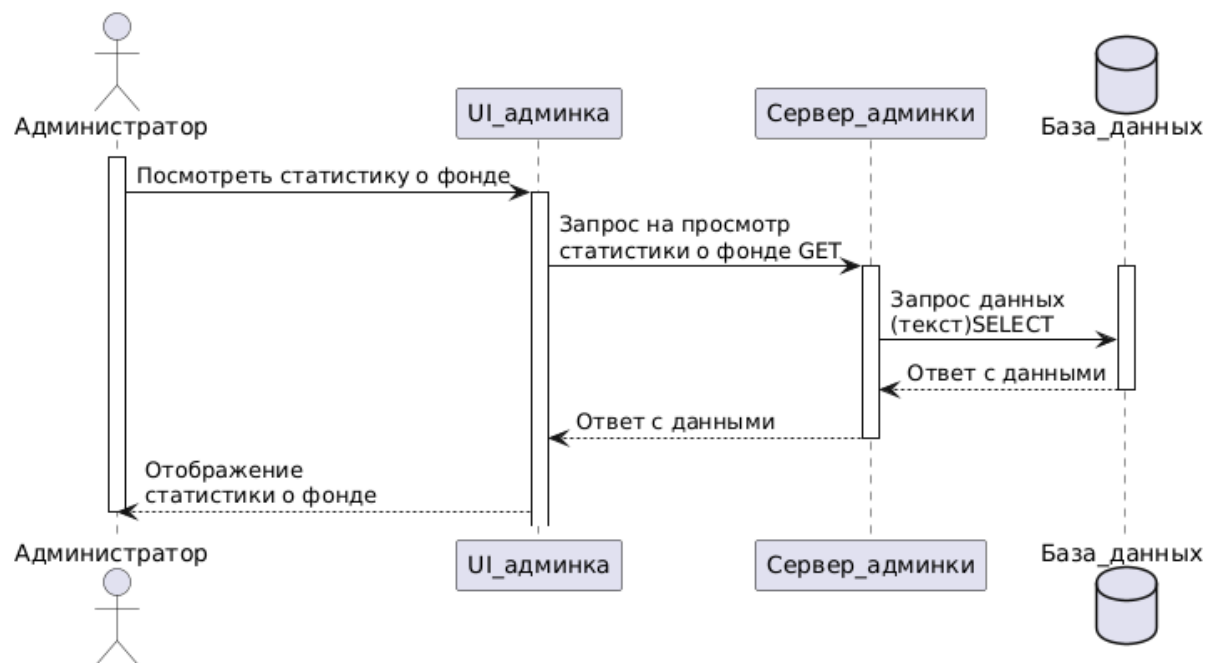 Администратор
UI_админка
Сервер_админки
База_данных
Посмотреть статистику о фонде
Запрос на просмотр
статистики о фонде GET
Запрос данных
(текст)SELECT
Ответ с данными
Ответ с данными
Отображение
статистики о фонде
Администратор
UI_админка
Сервер_админки
База_данных